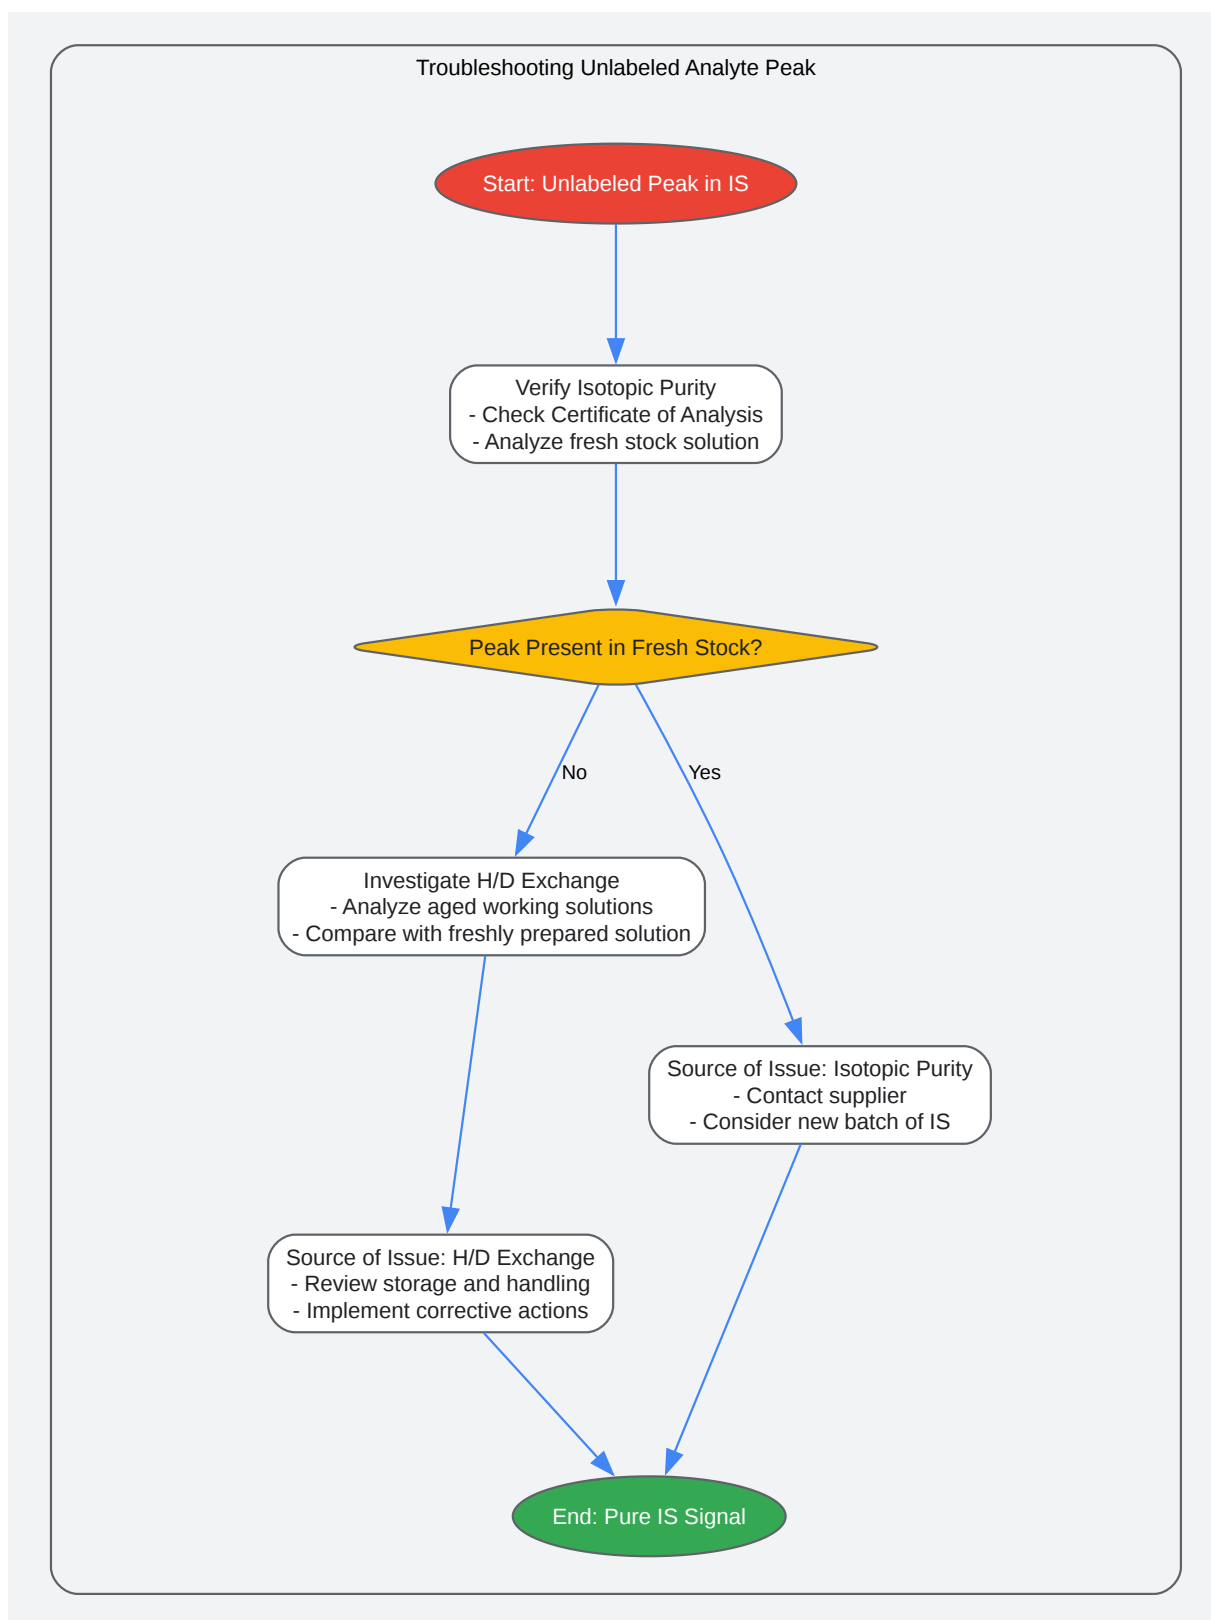 Troubleshooting Unlabeled Analyte Peak
Start: Unlabeled Peak in IS
Verify Isotopic Purity
- Check Certificate of Analysis
- Analyze fresh stock solution
Peak Present in Fresh Stock?
No
Yes
Investigate H/D Exchange
- Analyze aged working solutions
- Compare with freshly prepared solution
Source of Issue: Isotopic Purity
- Contact supplier
- Consider new batch of IS
Source of Issue: H/D Exchange
- Review storage and handling
- Implement corrective actions
End: Pure IS Signal